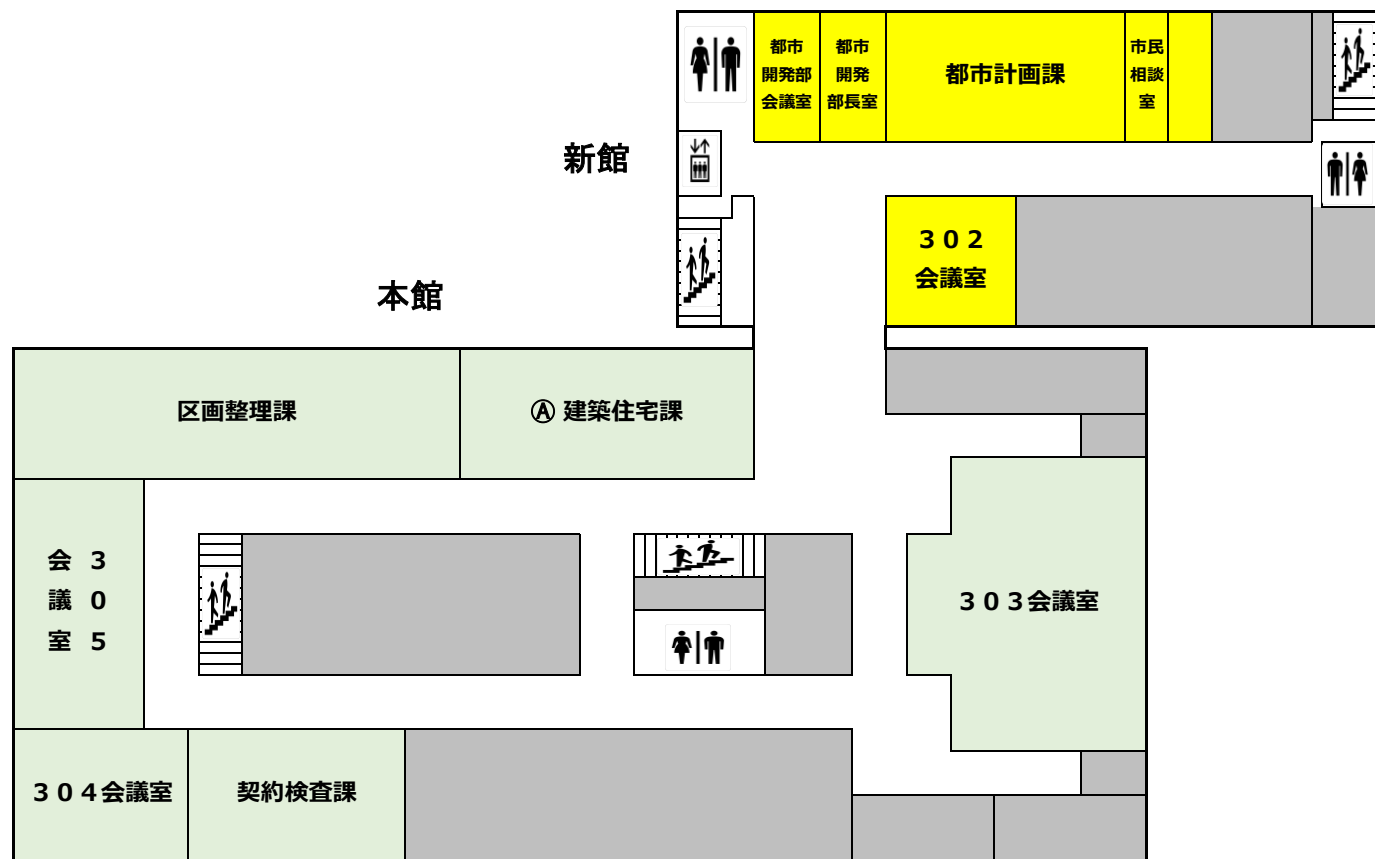 都市
開発部
会議室
都市
開発
部長室
都市計画課
市民
相談
室
新館
３０２
会議室
本館
区画整理課
Ⓐ 建築住宅課
３０５
会議室
３０３会議室
３０４会議室
契約検査課